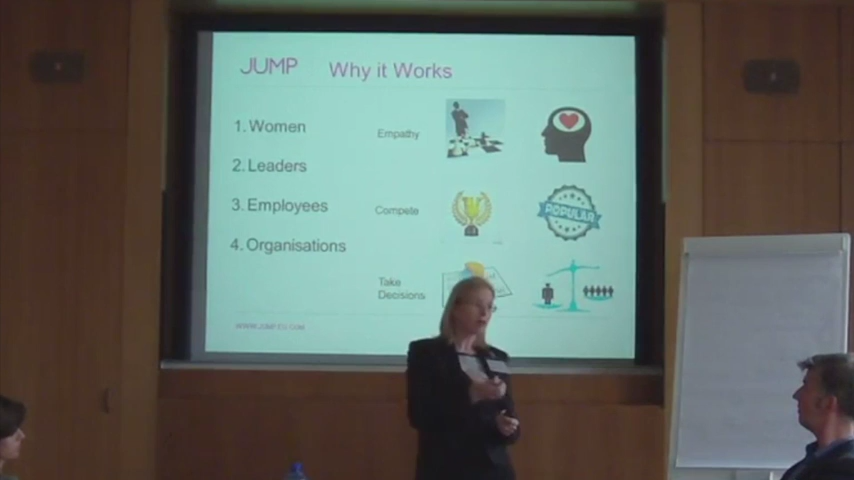 JUMP Why it Works
1. Women
2. Leaders
3. Employees
4. Organisations
Empathy
Compete
POPULAR
Take
Decisions